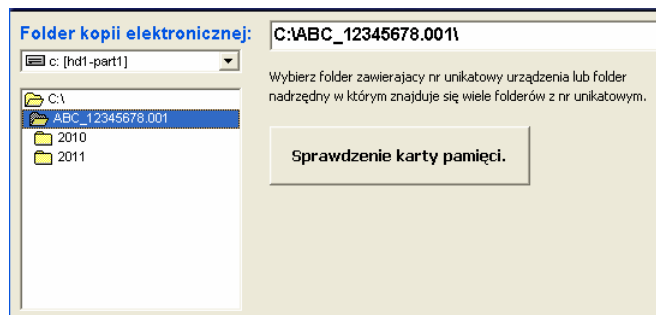 Folder kopii elektronicznej:
C:\ABC_12345678.001\
c: [hd1-part1]
Wybierz folder zawierajacy nr unikatowy urządzenia lub folder
nadrzędny w którym znajduje się wiele folderów z nr unikatowym.
C:\
ABC_12345678.001
2010
2011
Sprawdzenie karty pamięci.